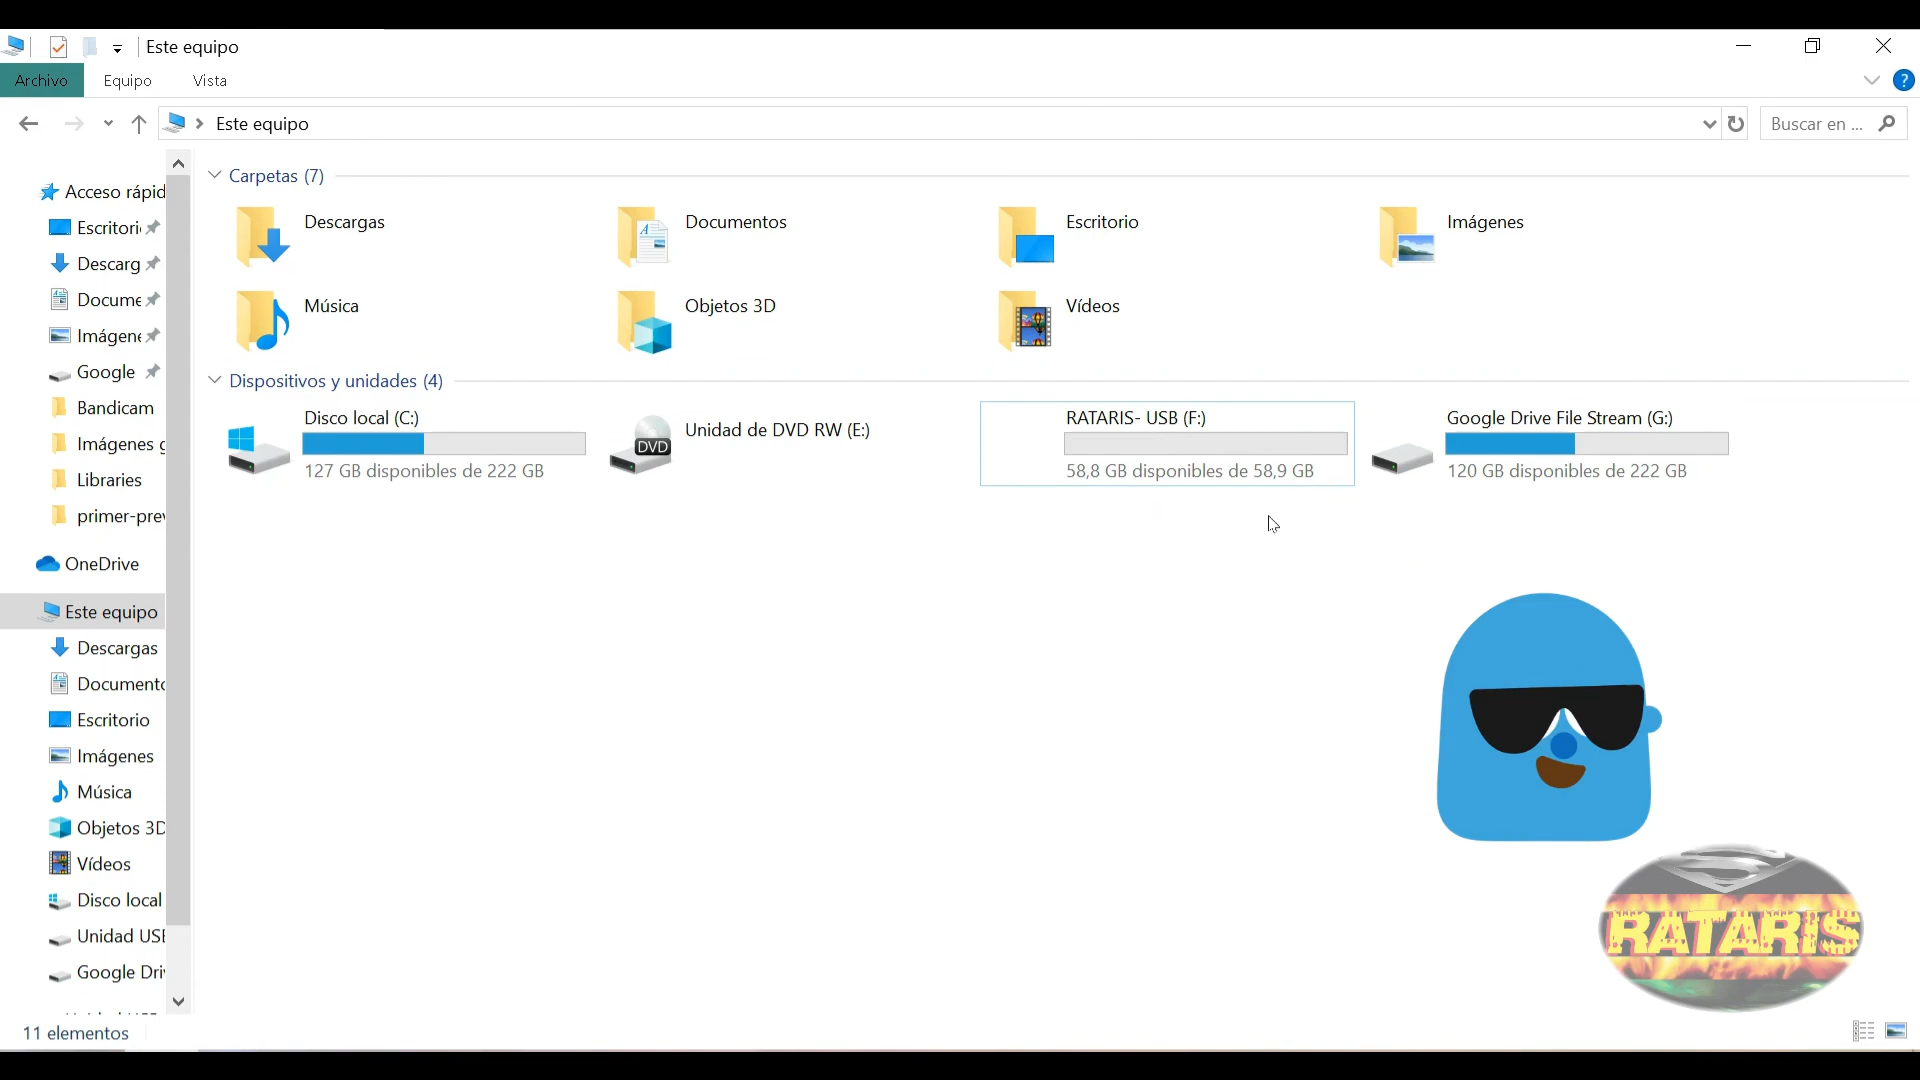 Este equipo
Archivo
Equipo
Vista
?
Este equipo
Buscar en ...
Acceso rápid
Escritori
Descarg
Docume
Imágene
Google
Bandicam
Imágenes g
Libraries
primer-prev
OneDrive
Este equipo
Descargas
Documento
Escritorio
Imágenes
Música
Objetos 3D
Vídeos
Disco local
Unidad USB
Google Driv
Carpetas (7)
Descargas
Documentos
Escritorio
Imágenes
Música
Objetos 3D
Vídeos
Dispositivos y unidades (4)
Disco local (C:)
127 GB disponibles de 222 GB
DVD
Unidad de DVD RW (E:)
RATARIS- USB (F:)
58,8 GB disponibles de 58,9 GB
Google Drive File Stream (G:)
120 GB disponibles de 222 GB
RATARIS
11 elementos